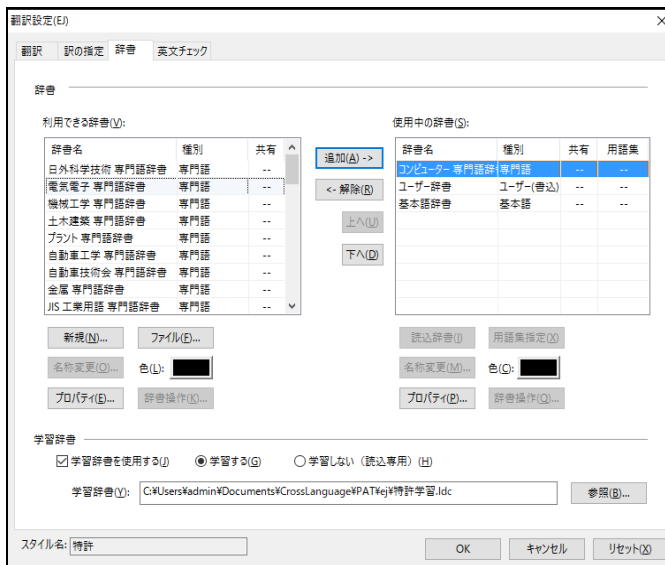 翻訳設定(EJ)
翻訳 訳の指定 辞書 英文チェック
辞書
利用できる辞書(V):
辞書名 種別 共有
日外科学技術 専門語辞書 専門語 --
電気電子 専門語辞書 専門語 --
機械工学 専門語辞書 専門語 --
土木建築 専門語辞書 専門語 --
プラント 専門語辞書 専門語 --
自動車工学 専門語辞書 専門語 --
自動車技術会 専門語辞書 専門語 --
金属 専門語辞書 専門語 --
JIS 工業用語 専門語辞書 専門語 --
追加(A) ->
<- 解除(R)
上へ(U)
下へ(D)
使用中の辞書(S):
辞書名 種別 共有 用語集
コンピューター 専門語辞 専門語 -- --
ユーザー辞書 ユーザー(書込) -- --
基本語辞書 基本語 -- --
新規(N)... ファイル(F)...
名称変更(O)... 色(L):
プロパティ(E)... 辞書操作(K)...
読込辞書(I) 用語集指定(X)
名称変更(M)... 色(C):
プロパティ(P)... 辞書操作(Q)...
学習辞書
学習辞書を使用する(J) 学習する(G) 学習しない（読込専用）(H)
学習辞書(Y): C:¥Users¥admin¥Documents¥CrossLanguage¥PAT¥ej¥特許学習.ldc 参照(B)...
スタイル名: 特許
OK キャンセル リセット(X)